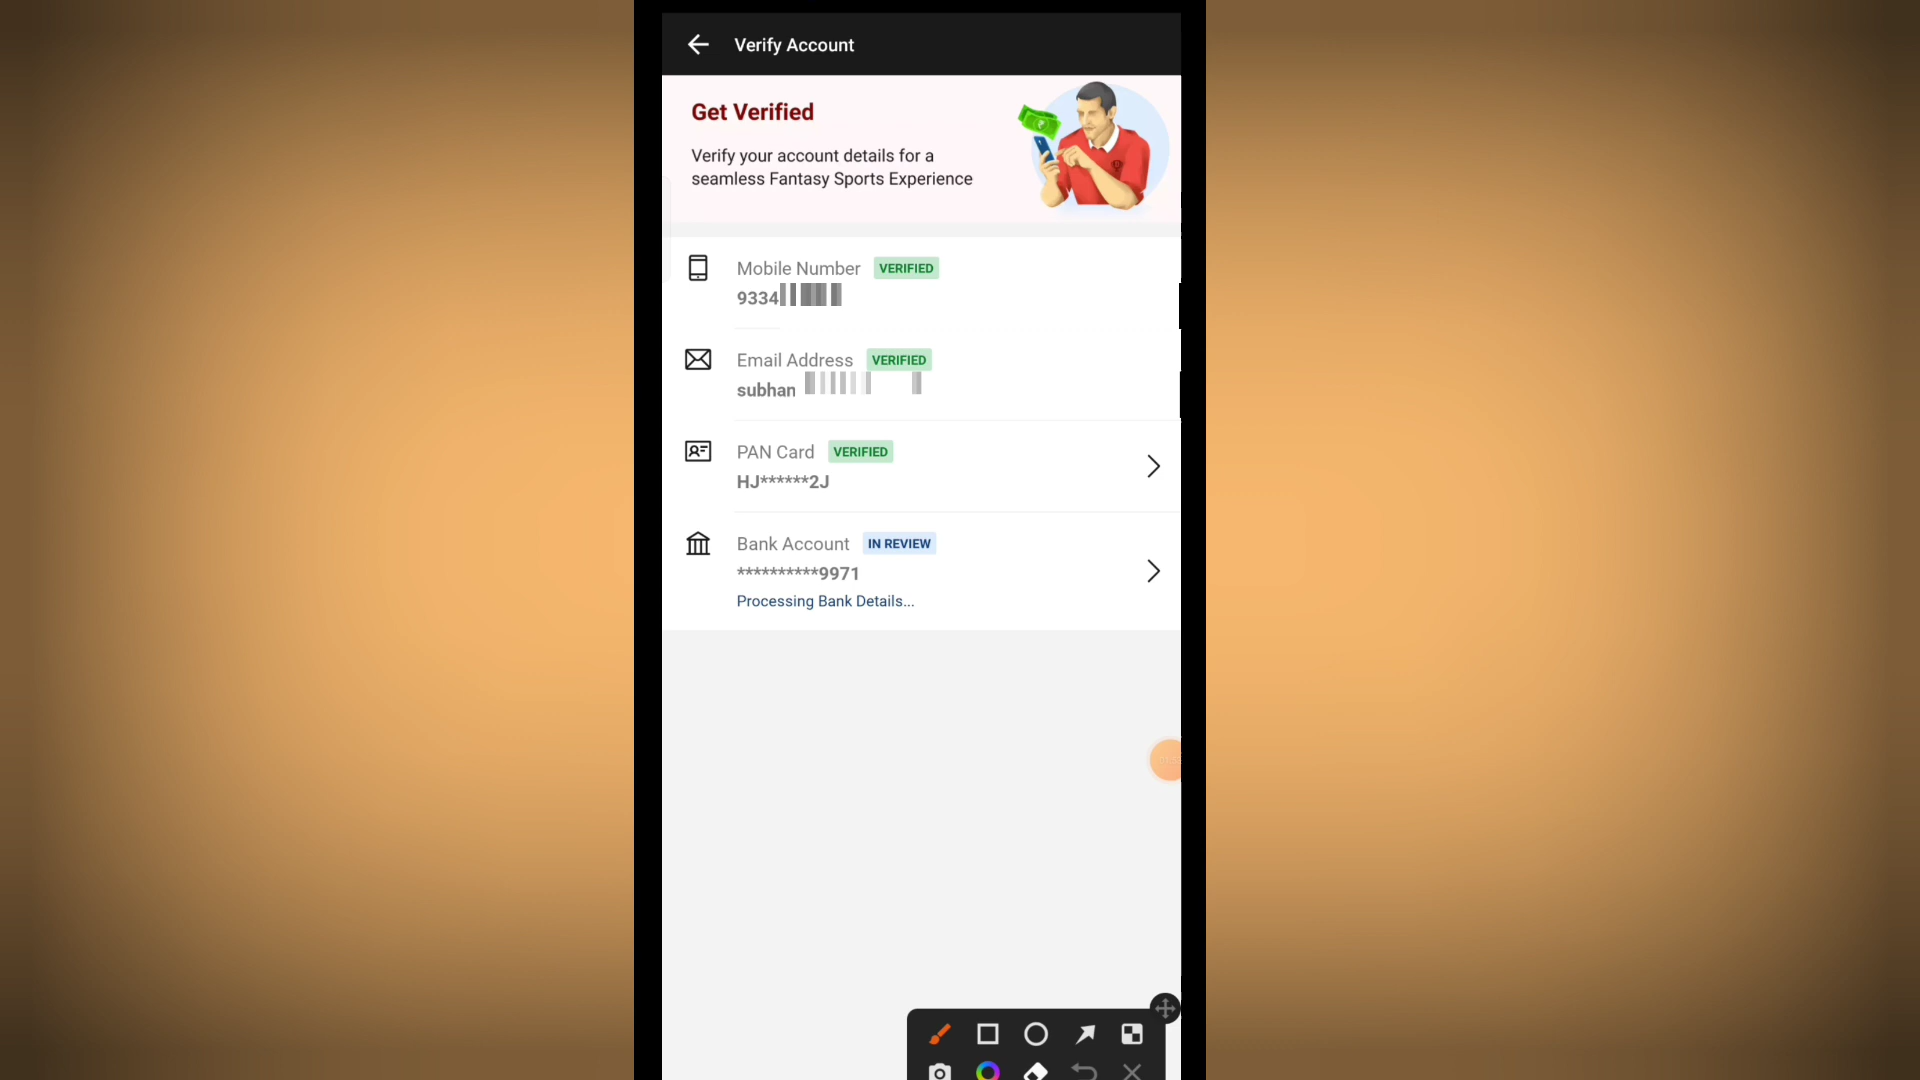 Verify Account
Get Verified
Verify your account details for a
seamless Fantasy Sports Experience
Mobile Number VERIFIED
9334
Email Address VERIFIED
subhan
PAN Card VERIFIED
HJ******2J
Bank Account IN REVIEW
**********9971
Processing Bank Details...